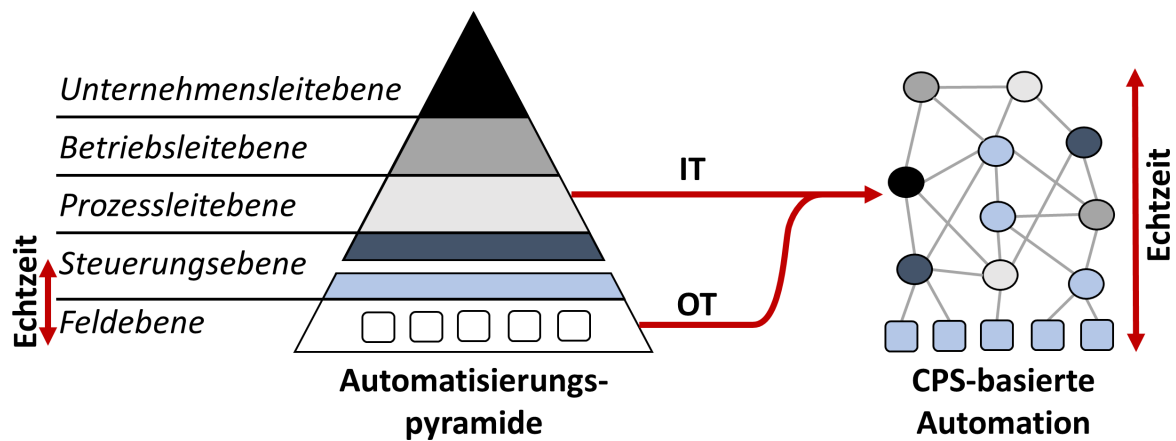 Unternehmensleitebene
Betriebsleitebene
Prozessleitebene
Steuerungsebene
Feldebene
Echtzeit
IT
OT
Echtzeit
Automatisierungs-
pyramide
CPS-basierte
Automation